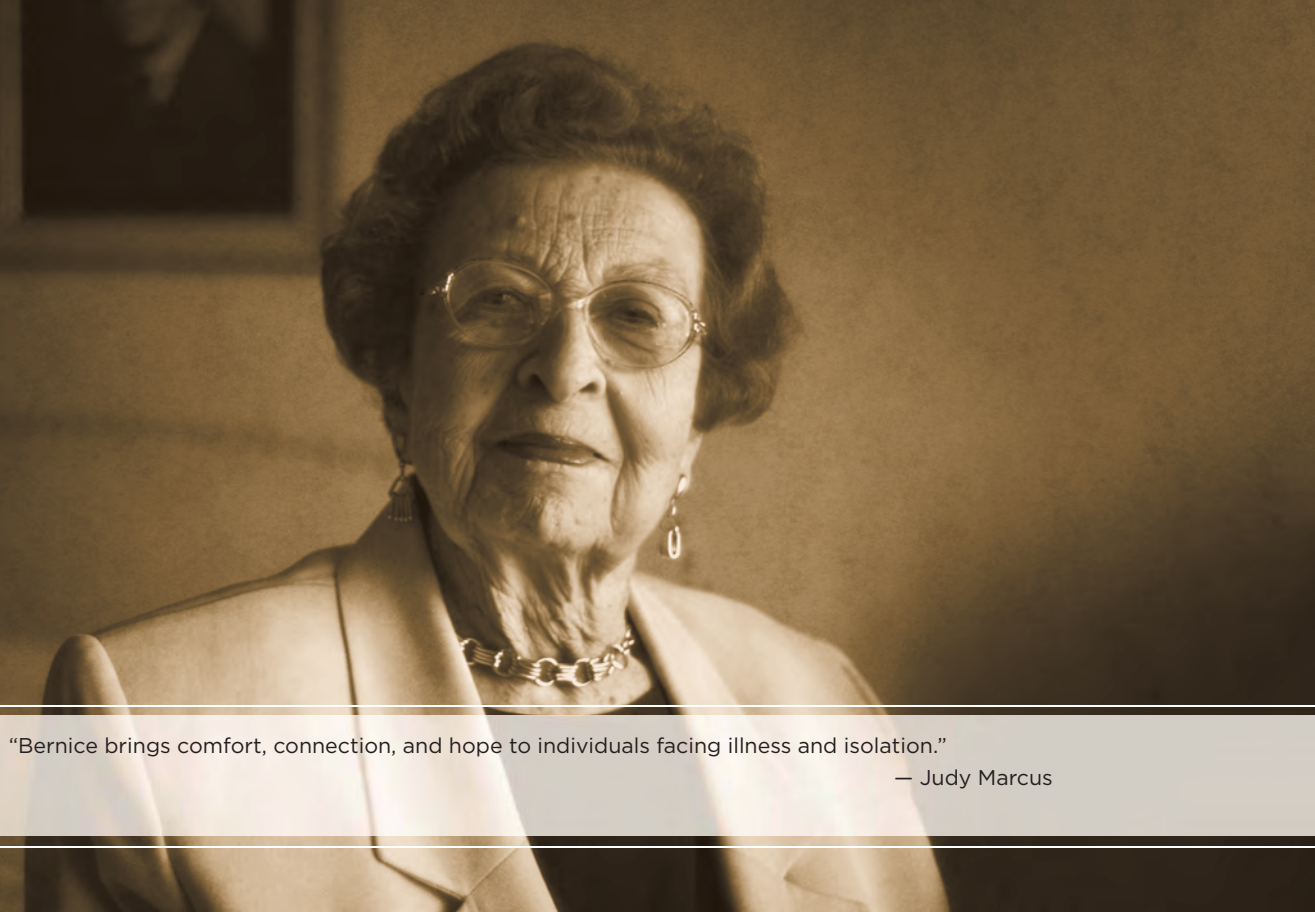 “Bernice brings comfort, connection, and hope to individuals facing illness and isolation.”
— Judy Marcus